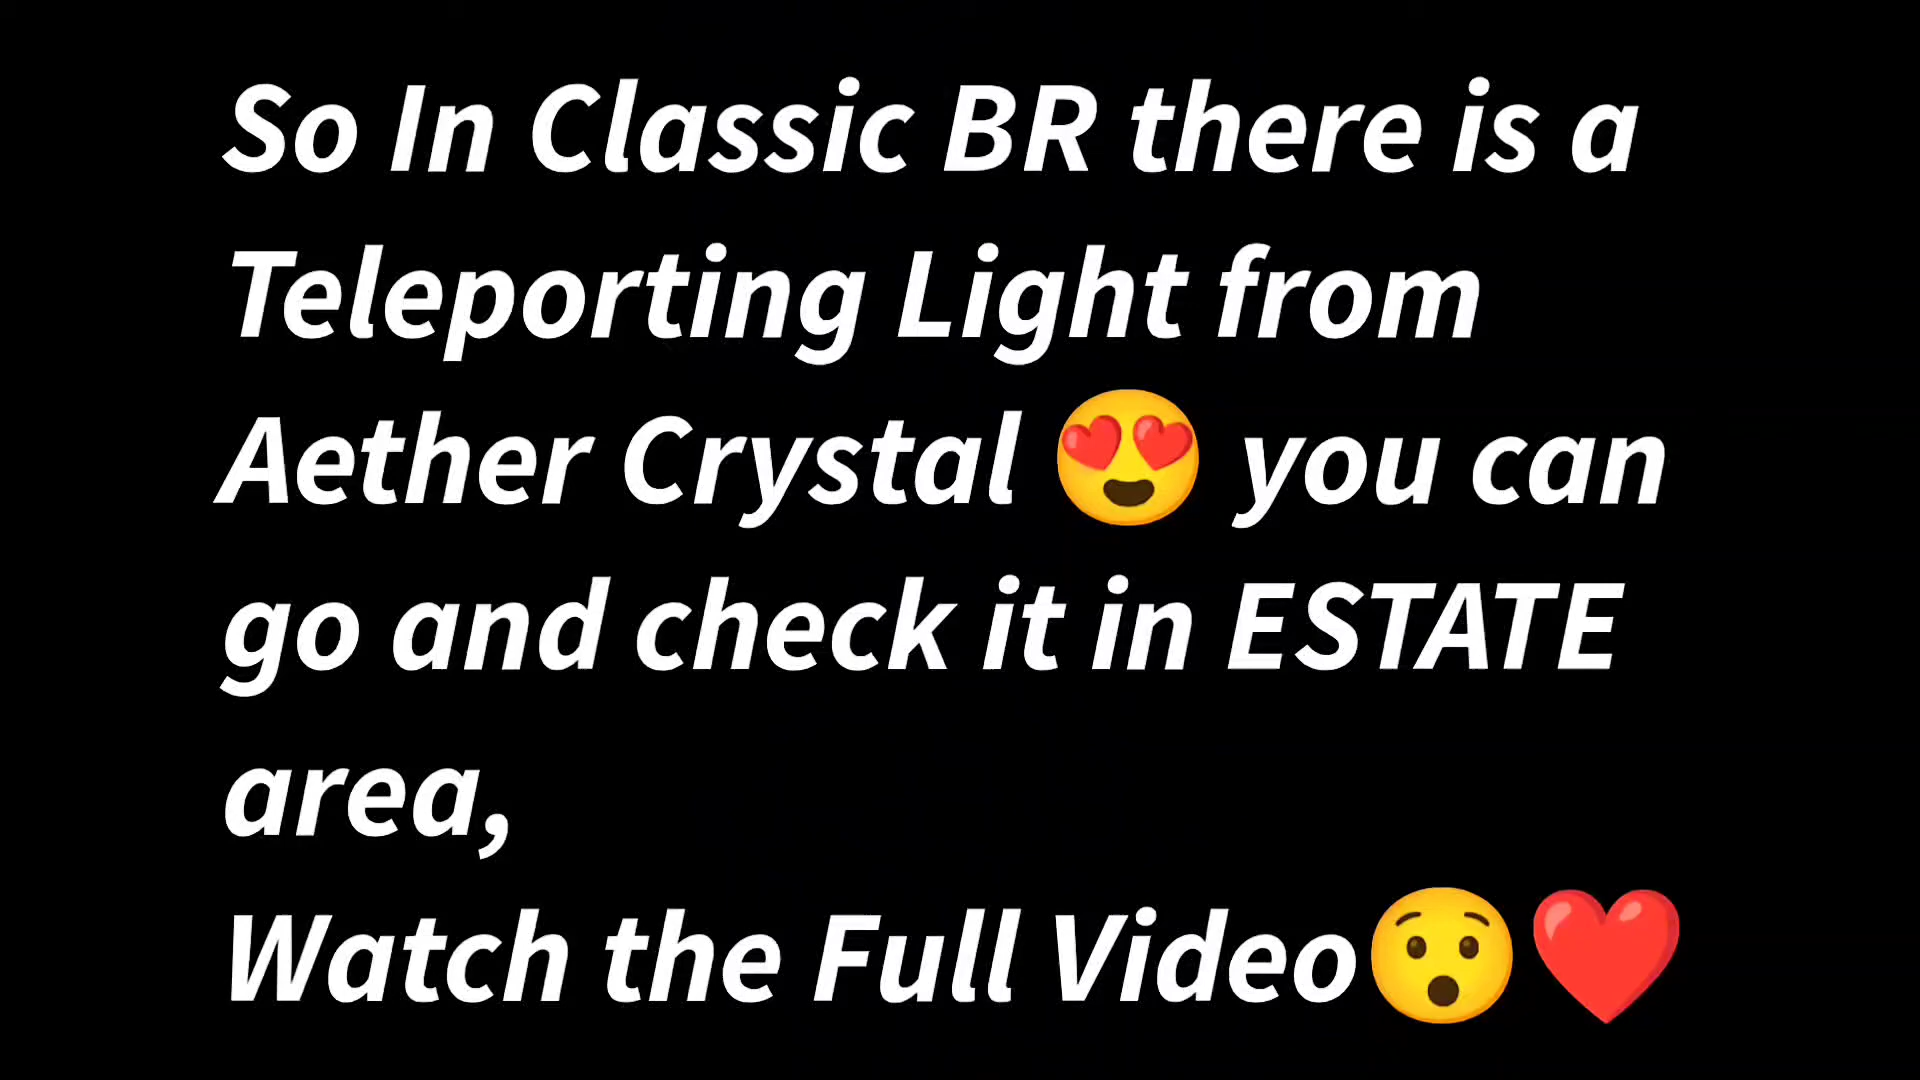 So In Classic BR there is a
Teleporting Light from
Aether Crystal 😍 you can
go and check it in ESTATE
area,
Watch the Full Video😯❤️